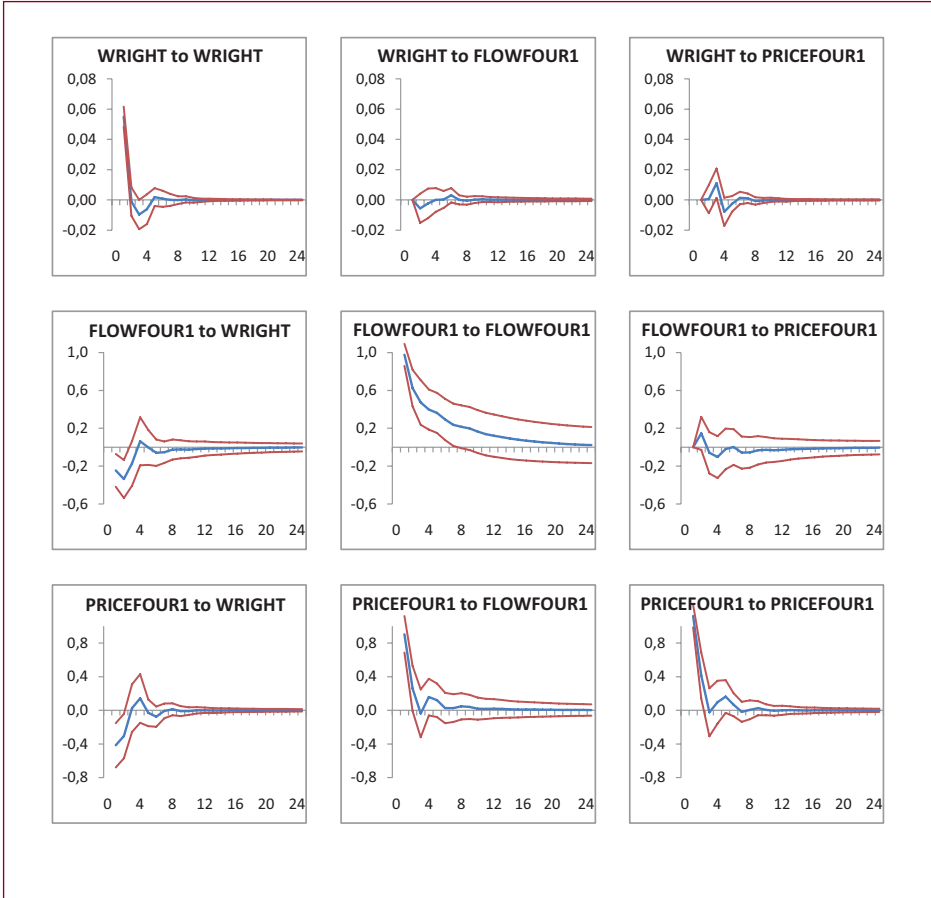 WRIGHT to WRIGHT
0,08
0,06
0,04
0,02
0,00
-0,02
0 4 8 12 16 20 24
WRIGHT to FLOWFOUR1
0,08
0,06
0,04
0,02
0,00
-0,02
0 4 8 12 16 20 24
WRIGHT to PRICEFOUR1
0,08
0,06
0,04
0,02
0,00
-0,02
0 4 8 12 16 20 24
FLOWFOUR1 to WRIGHT
1,0
0,6
0,2
-0,2
-0,6
0 4 8 12 16 20 24
FLOWFOUR1 to FLOWFOUR1
1,0
0,6
0,2
-0,2
-0,6
0 4 8 12 16 20 24
FLOWFOUR1 to PRICEFOUR1
1,0
0,6
0,2
-0,2
-0,6
0 4 8 12 16 20 24
PRICEFOUR1 to WRIGHT
0,8
0,4
0,0
-0,4
-0,8
0 4 8 12 16 20 24
PRICEFOUR1 to FLOWFOUR1
0,8
0,4
0,0
-0,4
-0,8
0 4 8 12 16 20 24
PRICEFOUR1 to PRICEFOUR1
0,8
0,4
0,0
-0,4
-0,8
0 4 8 12 16 20 24